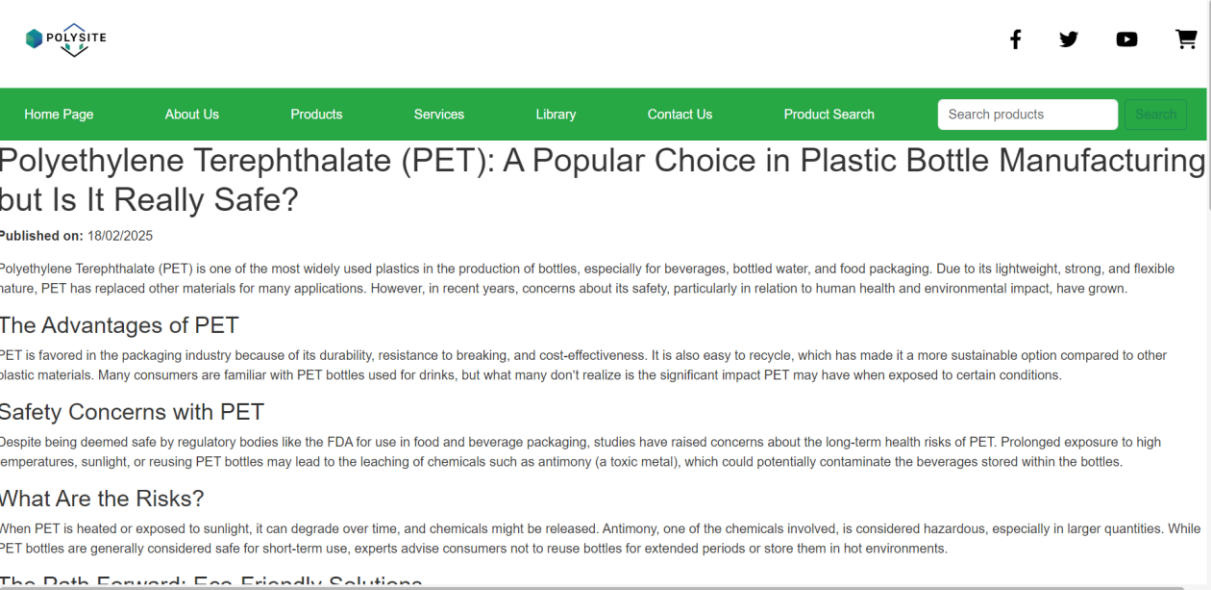 POLYSITE
Home Page About Us Products Services Library Contact Us Product Search Search products Search
Polyethylene Terephthalate (PET): A Popular Choice in Plastic Bottle Manufacturing
but Is It Really Safe?
Published on: 18/02/2025
Polyethylene Terephthalate (PET) is one of the most widely used plastics in the production of bottles, especially for beverages, bottled water, and food packaging. Due to its lightweight, strong, and flexible
nature, PET has replaced other materials for many applications. However, in recent years, concerns about its safety, particularly in relation to human health and environmental impact, have grown.
The Advantages of PET
PET is favored in the packaging industry because of its durability, resistance to breaking, and cost-effectiveness. It is also easy to recycle, which has made it a more sustainable option compared to other
plastic materials. Many consumers are familiar with PET bottles used for drinks, but what many don't realize is the significant impact PET may have when exposed to certain conditions.
Safety Concerns with PET
Despite being deemed safe by regulatory bodies like the FDA for use in food and beverage packaging, studies have raised concerns about the long-term health risks of PET. Prolonged exposure to high
temperatures, sunlight, or reusing PET bottles may lead to the leaching of chemicals such as antimony (a toxic metal), which could potentially contaminate the beverages stored within the bottles.
What Are the Risks?
When PET is heated or exposed to sunlight, it can degrade over time, and chemicals might be released. Antimony, one of the chemicals involved, is considered hazardous, especially in larger quantities. While
PET bottles are generally considered safe for short-term use, experts advise consumers not to reuse bottles for extended periods or store them in hot environments.
The Path Forward: Eco-Friendly Solutions